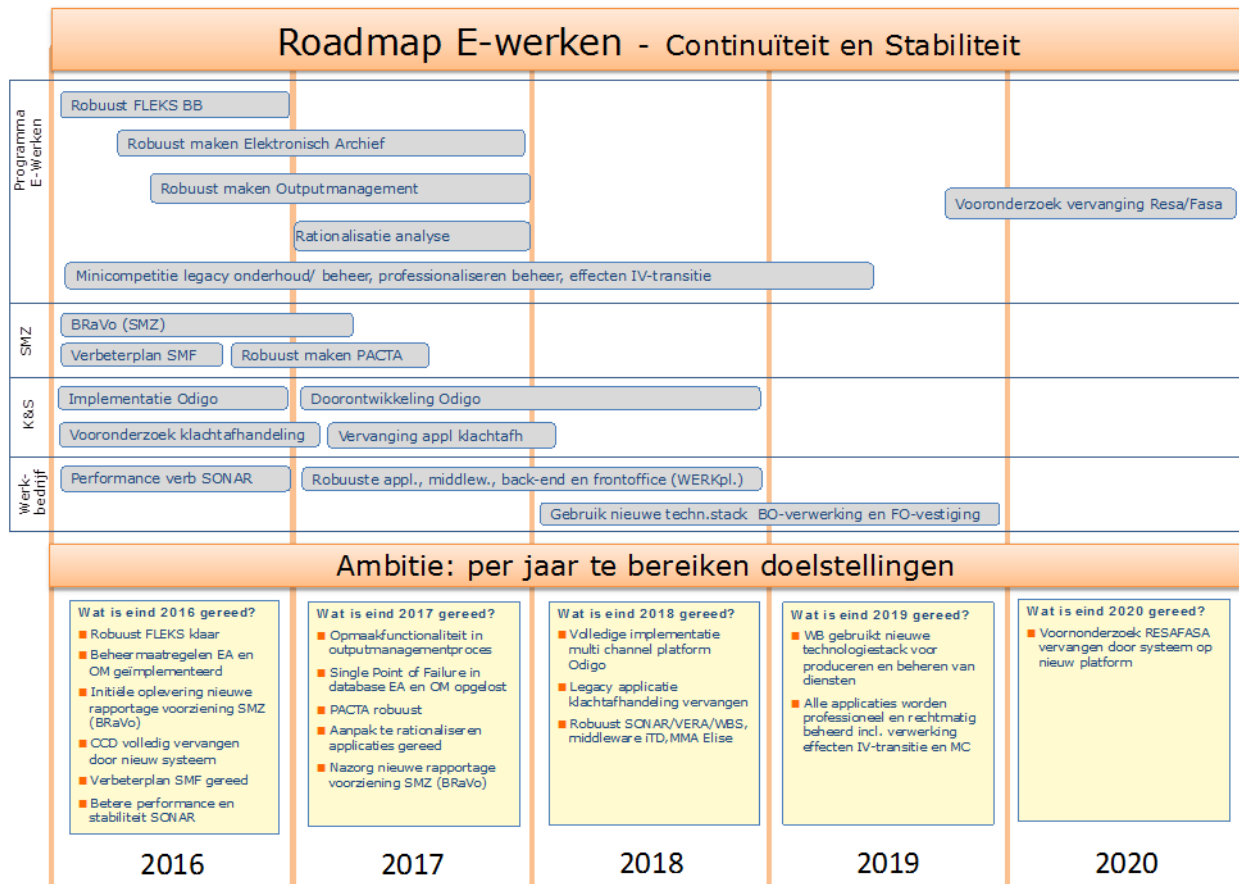 Roadmap E-werken - Continuïteit en Stabiliteit
Programma
E-Werken
Robuust FLEKS BB
Robuust maken Elektronisch Archief
Robuust maken Outputmanagement
Vooronderzoek vervanging Resa/Fasa
Rationalisatie analyse
Minicompetitie legacy onderhoud/ beheer, professionaliseren beheer, effecten IV-transitie
SMZ
BRaVo (SMZ)
Verbeterplan SMF
Robuust maken PACTA
K&S
Implementatie Odigo
Doorontwikkeling Odigo
Vooronderzoek klachtafhandeling
Vervanging appl klachtafh
Werk-
bedrijf
Performance verb SONAR
Robuuste appl., middlew., back-end en frontoffice (WERKpl.)
Gebruik nieuwe techn.stack BO-verwerking en FO-vestiging
Ambitie: per jaar te bereiken doelstellingen
Wat is eind 2016 gereed?
Robuust FLEKS klaar
Beheermaatregelen EA en
OM geïmplementeerd
Initiële oplevering nieuwe
rapportage voorziening SMZ
(BRaVo)
CCD volledig vervangen
door nieuw systeem
Verbeterplan SMF gereed
Betere performance en
stabiliteit SONAR
Wat is eind 2017 gereed?
Opmaakfunctionaliteit in
outputmanagementproces
Single Point of Failure in
database EA en OM opgelost
PACTA robuust
Aanpak te rationaliseren
applicaties gereed
Nazorg nieuwe rapportage
voorziening SMZ (BRaVo)
Wat is eind 2018 gereed?
Volledige implementatie
multi channel platform
Odigo
Legacy applicatie
klachtafhandeling vervangen
Robuust SONAR/VERA/WBS,
middleware iTD,MMA Elise
Wat is eind 2019 gereed?
WB gebruikt nieuwe
technologiestack voor
produceren en beheren van
diensten
Alle applicaties worden
professioneel en rechtmatig
beheerd incl. verwerking
effecten IV-transitie en MC
Wat is eind 2020 gereed?
Voornonderzoek RESAFASA
vervangen door systeem op
nieuw platform
2016
2017
2018
2019
2020